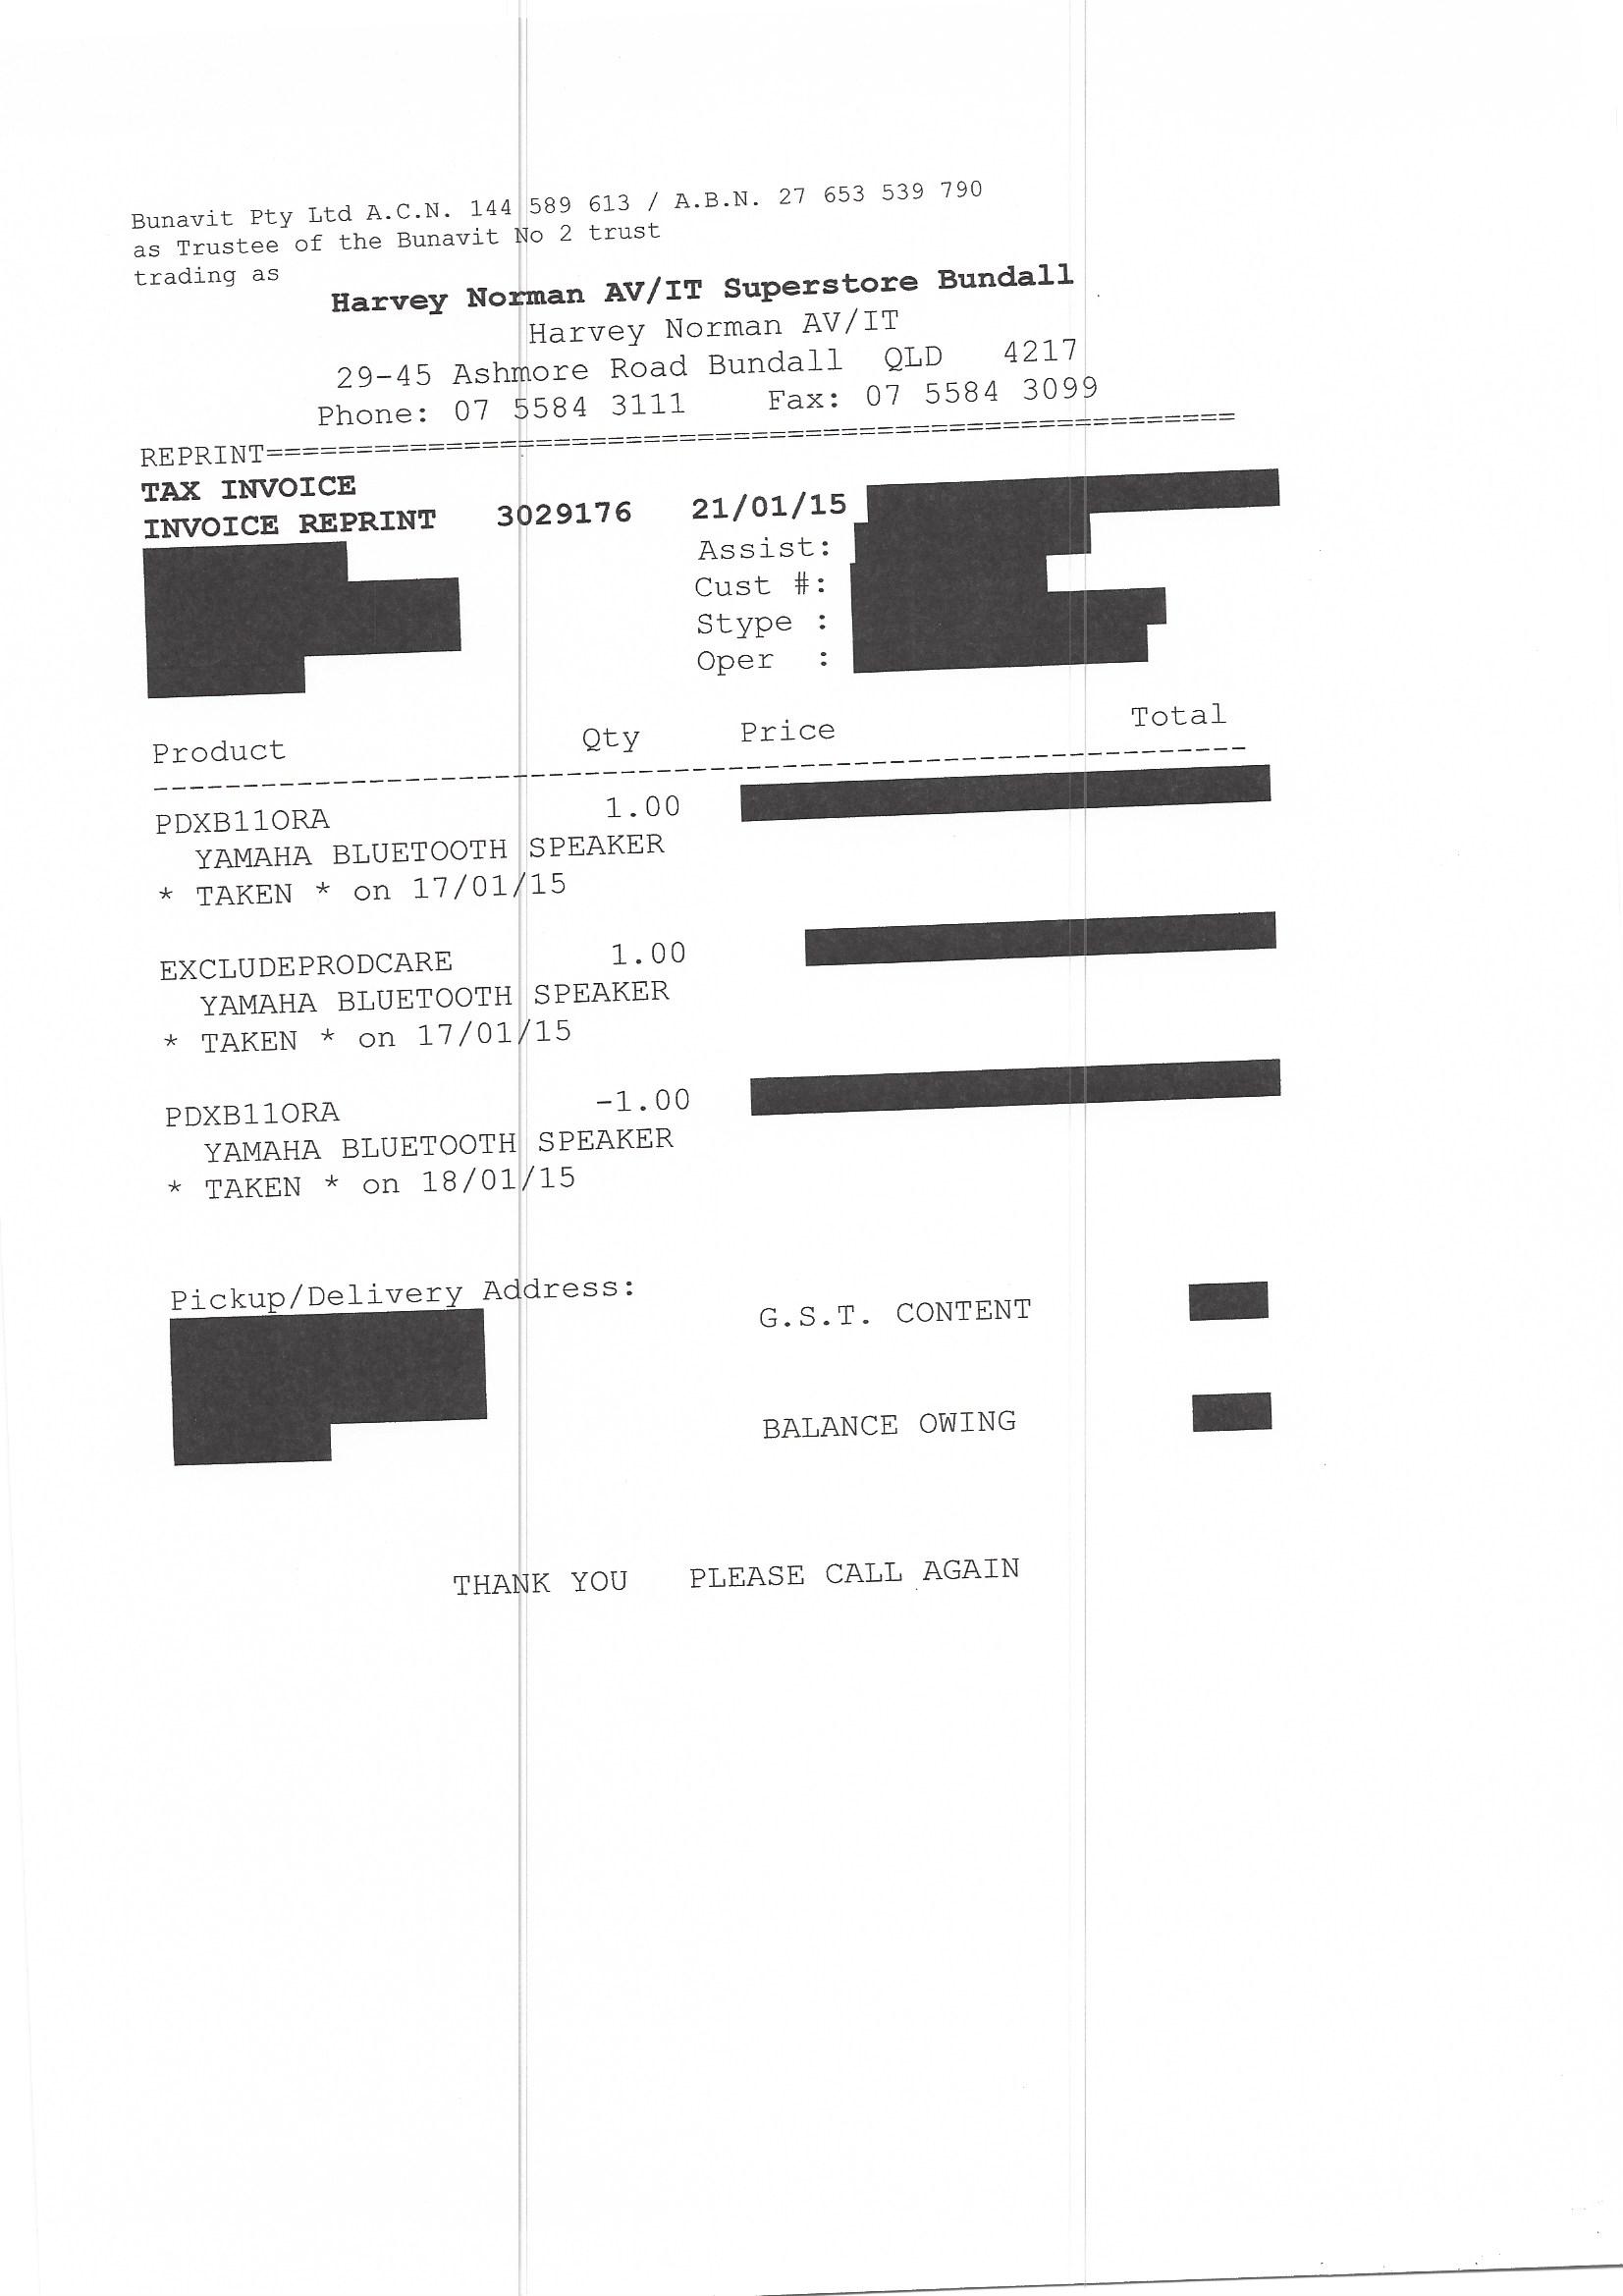 Bunavit Pty Ltd A.C.N. 144 589 613 / A.B.N. 27 653 539 790
as Trustee of the Bunavit No 2 trust
trading as
Harvey Norman AV/IT Superstore Bundall
Harvey Norman AV/IT
29-45 Ashmore Road Bundall QLD 4217
Phone: 07 5584 3111 Fax: 07 5584 3099
REPRINT======================================================
TAX INVOICE
INVOICE REPRINT 3029176 21/01/15
Assist:
Cust #:
Stype :
Oper :
Product Qty Price Total
-------------------------------------------------------------
PDXB11ORA 1.00
YAMAHA BLUETOOTH SPEAKER
* TAKEN * on 17/01/15
EXCLUDEPRODCARE 1.00
YAMAHA BLUETOOTH SPEAKER
* TAKEN * on 17/01/15
PDXB11ORA -1.00
YAMAHA BLUETOOTH SPEAKER
* TAKEN * on 18/01/15
Pickup/Delivery Address:
G.S.T. CONTENT
BALANCE OWING
THANK YOU PLEASE CALL AGAIN